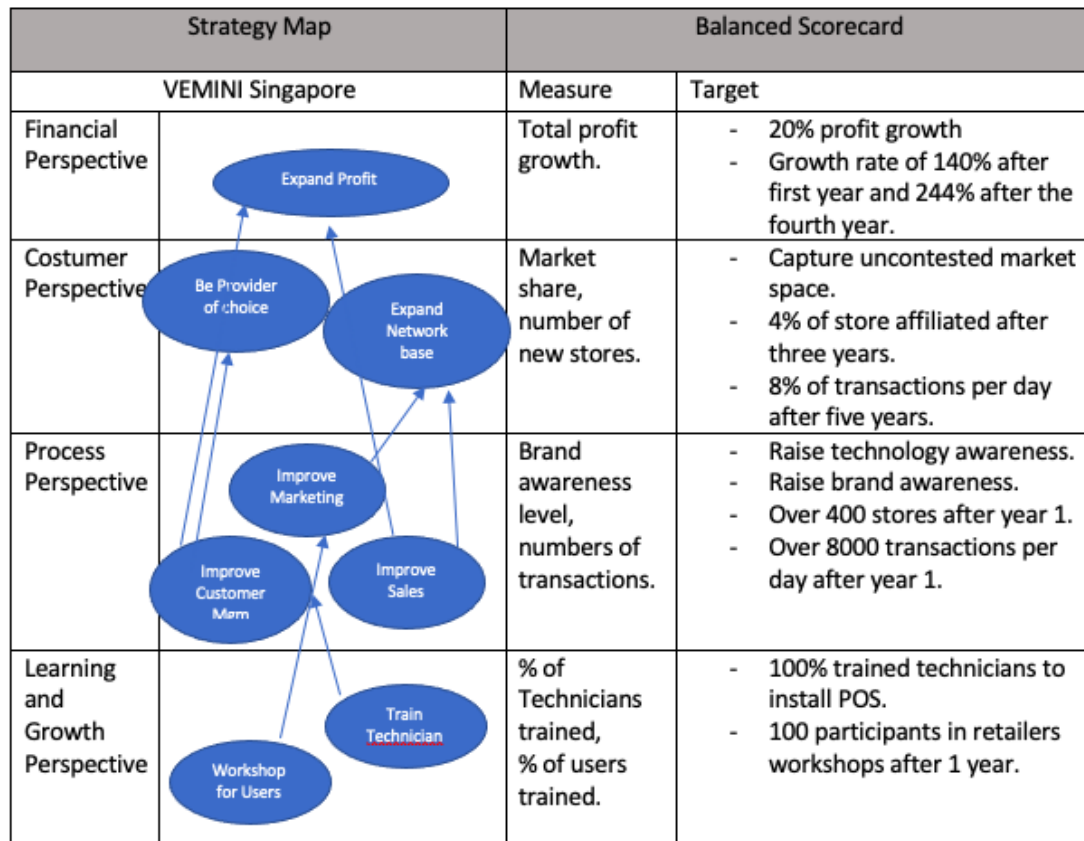 Strategy Map
Balanced Scorecard
VEMINI Singapore
Measure
Target
Financial
Perspective
Expand Profit
Total profit
growth.
- 20% profit growth
- Growth rate of 140% after
first year and 244% after the
fourth year.
Costumer
Perspective
Be Provider
of choice
Expand
Network
base
Market
share,
number of
new stores.
- Capture uncontested market
space.
- 4% of store affiliated after
three years.
- 8% of transactions per day
after five years.
Process
Perspective
Improve
Marketing
Improve
Customer
Mgm
Improve
Sales
Brand
awareness
level,
numbers of
transactions.
- Raise technology awareness.
- Raise brand awareness.
- Over 400 stores after year 1.
- Over 8000 transactions per
day after year 1.
Learning
and
Growth
Perspective
Train
Technician
Workshop
for Users
% of
Technicians
trained,
% of users
trained.
- 100% trained technicians to
install POS.
- 100 participants in retailers
workshops after 1 year.